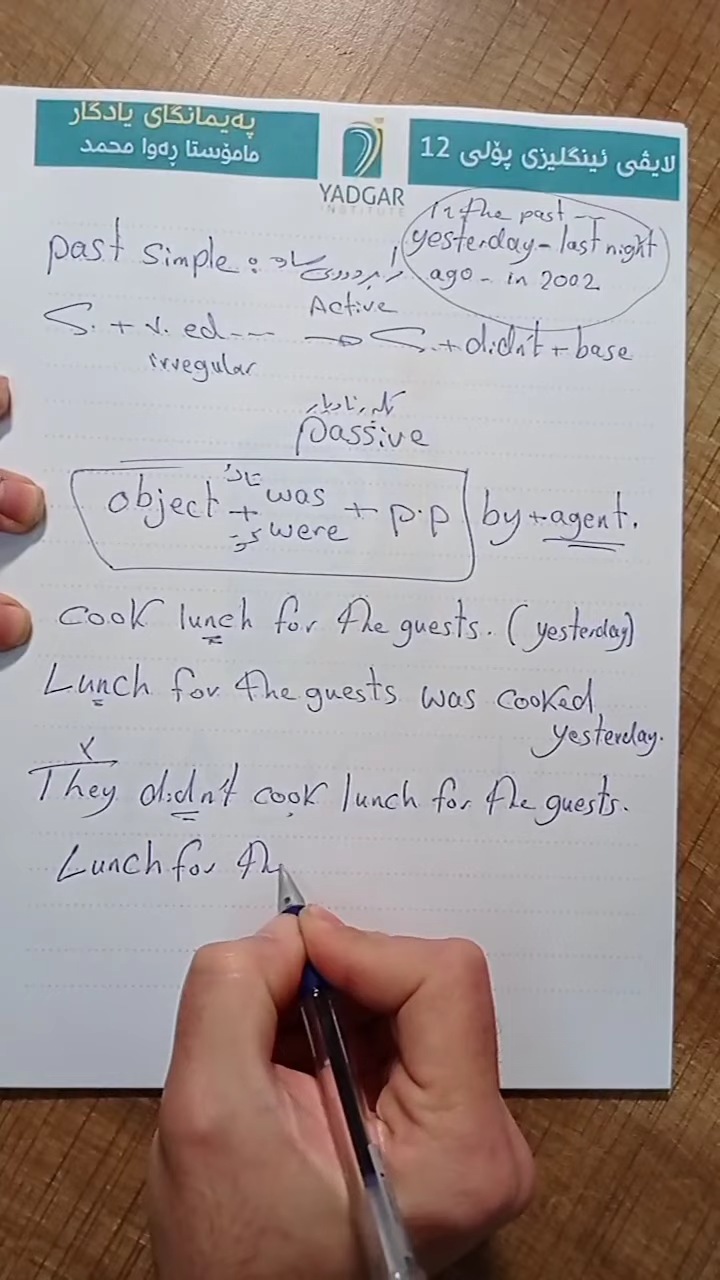 پەیمانگای یادگار
مامۆستا ڕەوا محمد
YADGAR
INSTITUTE
لایڤی ئینگلیزی پۆلی 12
In the past ---
yesterday - last night
ago - in 2002
past simple :
Active
S. + v. ed --- → S. + didn't + base
irregular
passive
object + was + p.p by + agent.
were
cook lunch for the guests. (yesterday)
Lunch for the guests was cooked
yesterday.
x
They didn't cook lunch for the guests.
Lunch for th